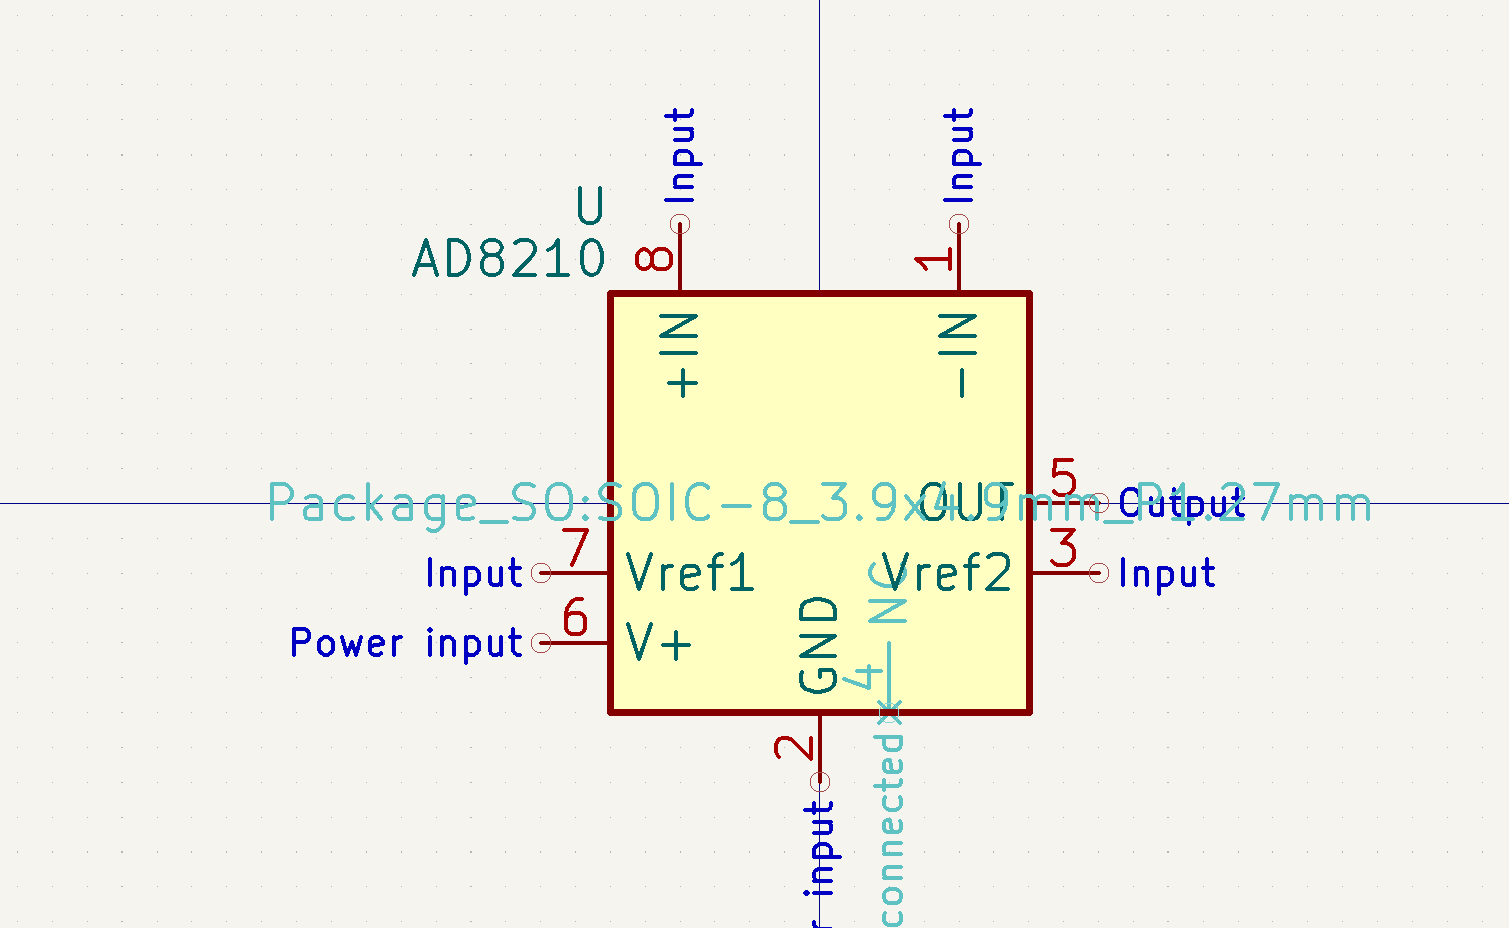 Input
Input
U
AD8210
8
1
+IN
-IN
5
Package_SO:SOIC-8_3.9x4.9mm_P1.27mm
OUT
Output
7
3
Input
Vref1
Vref2
Input
NC
6
Power input
V+
GND
4
2
r input
connected